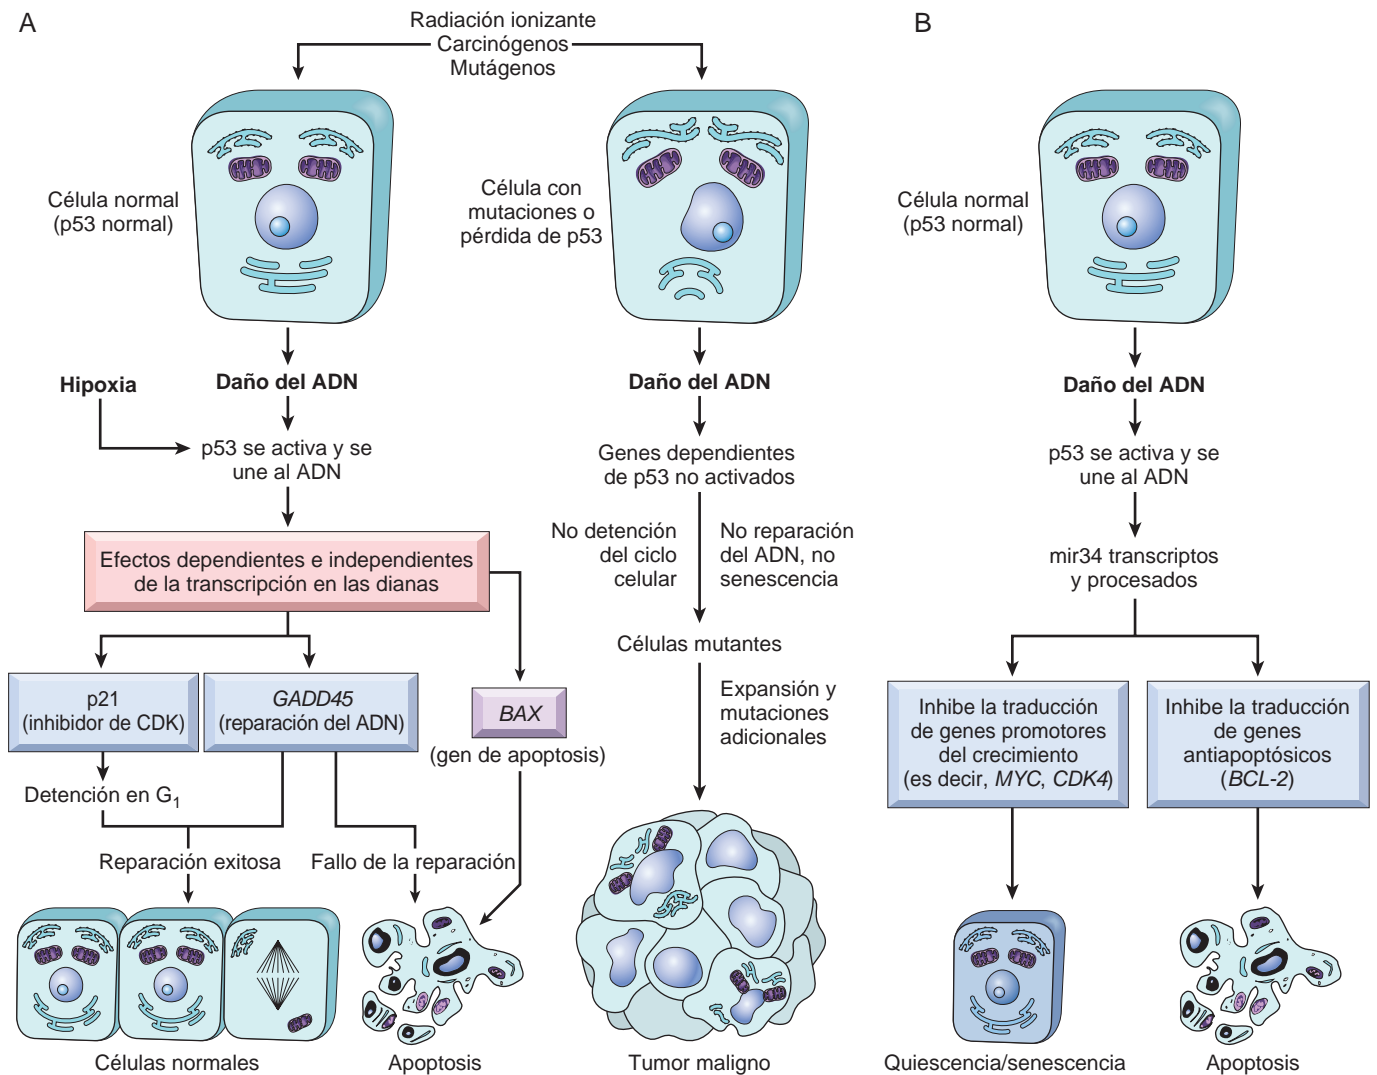 A
Radiación ionizante
Carcinógenos
Mutágenos
Célula normal
(p53 normal)
Célula con
mutaciones o
pérdida de p53
Hipoxia
Daño del ADN
p53 se activa y se
une al ADN
Efectos dependientes e independientes
de la transcripción en las dianas
p21
(inhibidor de CDK)
GADD45
(reparación del ADN)
BAX
(gen de apoptosis)
Detención en G1
Reparación exitosa
Fallo de la reparación
Células normales
Apoptosis
Daño del ADN
Genes dependientes
de p53 no activados
No detención
del ciclo
celular
No reparación
del ADN, no
senescencia
Células mutantes
Expansión y
mutaciones
adicionales
Tumor maligno
B
Célula normal
(p53 normal)
Daño del ADN
p53 se activa y se
une al ADN
mir34 transcriptos
y procesados
Inhibe la traducción
de genes promotores
del crecimiento
(es decir, MYC, CDK4)
Inhibe la traducción
de genes
antiapoptósicos
(BCL-2)
Quiescencia/senescencia
Apoptosis